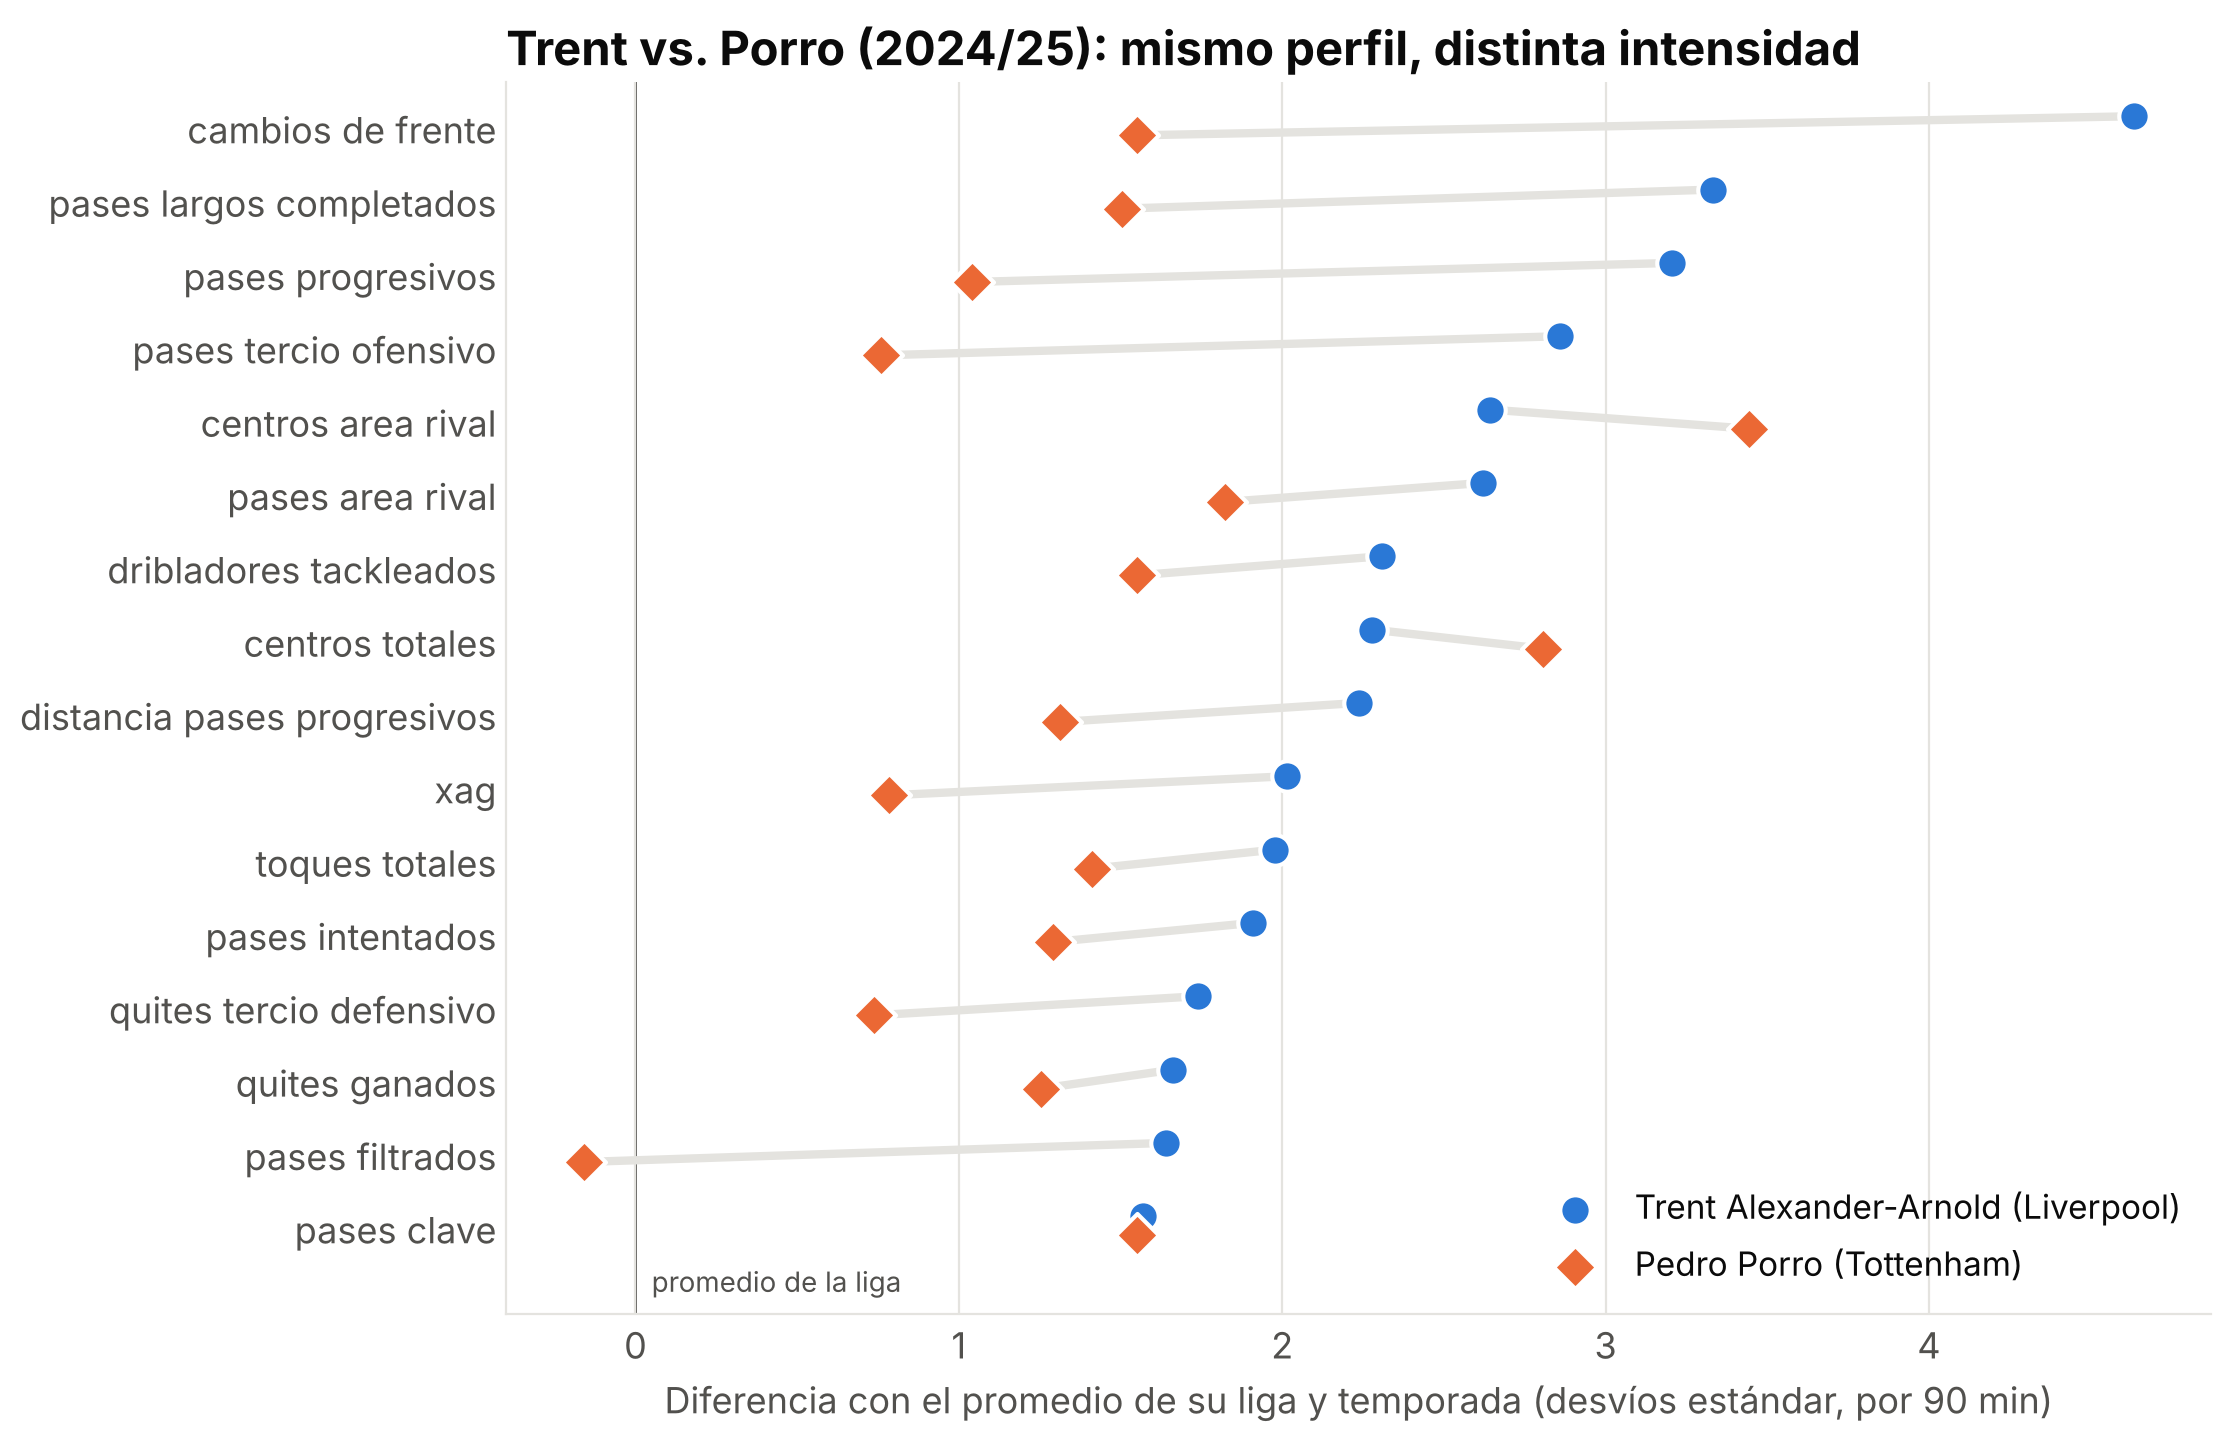 Trent vs. Porro (2024/25): mismo perfil, distinta intensidad
cambios de frente
pases largos completados
pases progresivos
pases tercio ofensivo
centros area rival
pases area rival
dribladores tackleados
centros totales
distancia pases progresivos
xag
toques totales
pases intentados
quites tercio defensivo
quites ganados
pases filtrados
pases clave
Trent Alexander-Arnold (Liverpool)
Pedro Porro (Tottenham)
promedio de la liga
0 1 2 3 4
Diferencia con el promedio de su liga y temporada (desvíos estándar, por 90 min)